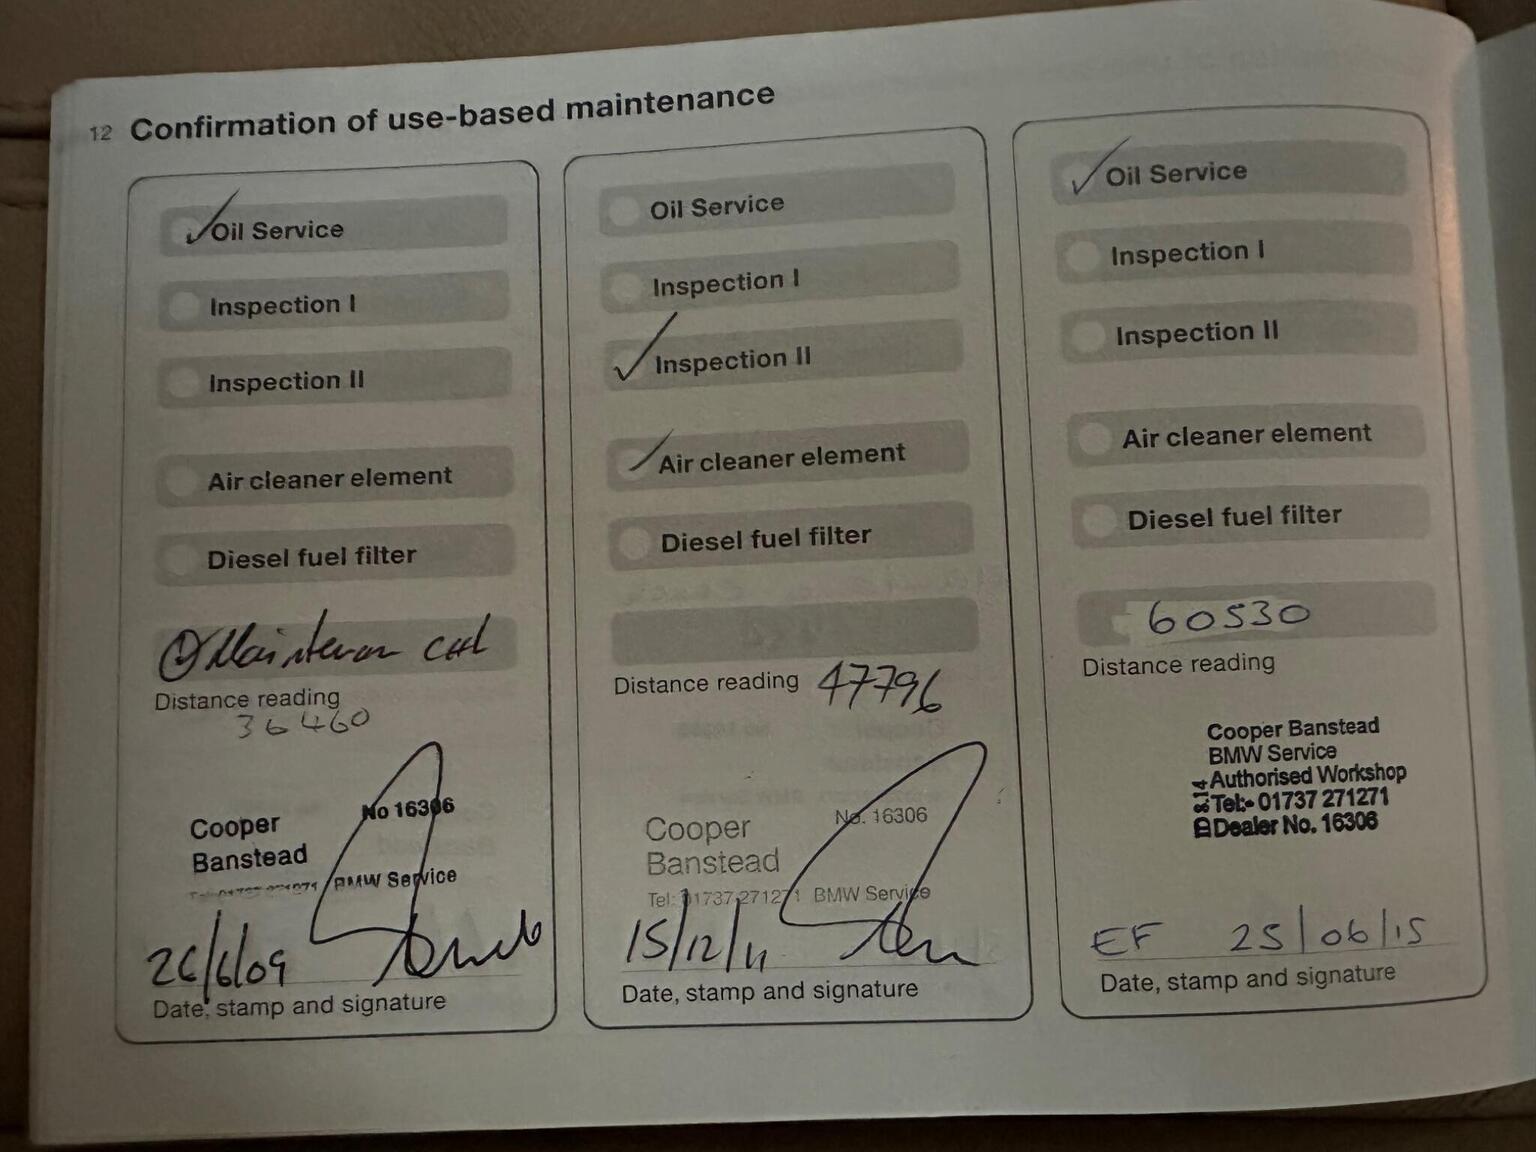 12 Confirmation of use-based maintenance
Oil Service
Inspection I
Inspection II
Air cleaner element
Diesel fuel filter
Distance reading
36460
Cooper
Banstead
No 16306
BMW Service
26/6/09
Date, stamp and signature
Oil Service
Inspection I
Inspection II
Air cleaner element
Diesel fuel filter
Distance reading 47796
Cooper
Banstead
No. 16306
Tel: 01737 271271 BMW Service
15/12/11
Date, stamp and signature
Oil Service
Inspection I
Inspection II
Air cleaner element
Diesel fuel filter
60530
Distance reading
Cooper Banstead
BMW Service
Authorised Workshop
Tel:- 01737 271271
Dealer No. 16306
EF 25/06/15
Date, stamp and signature